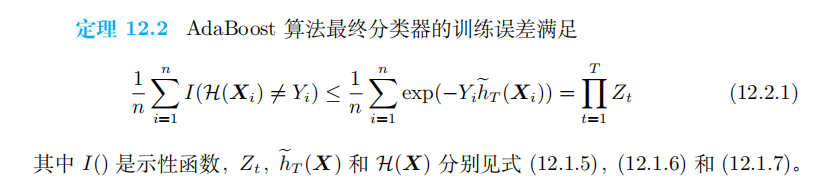 定理 12.2 AdaBoost 算法最终分类器的训练误差满足
$$\frac{1}{n}\sum_{i=1}^{n} I(\mathcal{H}(\boldsymbol{X}_i) \neq Y_i) \leq \frac{1}{n}\sum_{i=1}^{n} \exp(-Y_i\widetilde{h}_T(\boldsymbol{X}_i)) = \prod_{t=1}^{T} Z_t \quad (12.2.1)$$
其中 I() 是示性函数, $Z_t$, $\widetilde{h}_T(\boldsymbol{X})$ 和 $\mathcal{H}(\boldsymbol{X})$ 分别见式 (12.1.5), (12.1.6) 和 (12.1.7)。